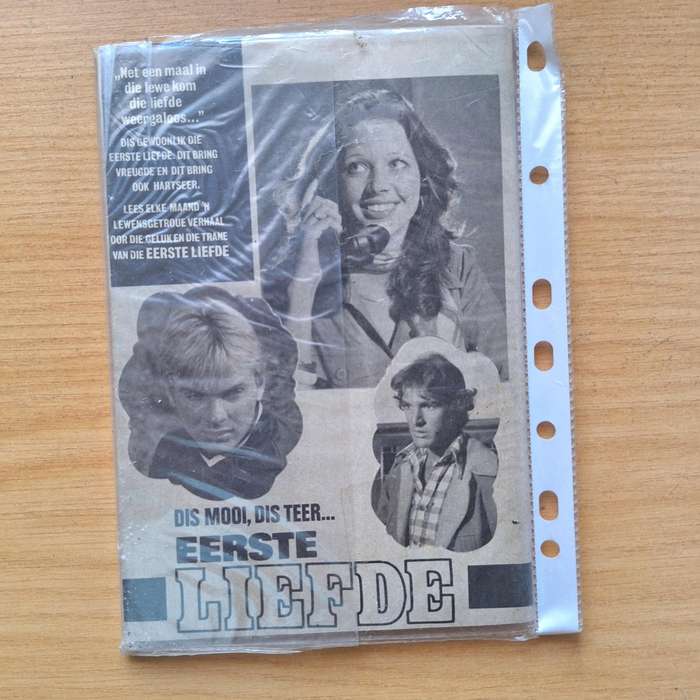 „Net een maal in
die lewe kom
die liefde
weergaloos...”
DIS GEWOONLIK DIE
EERSTE LIEFDE. DIT BRING
VREUGDE EN DIT BRING
OOK HARTSEER.
LEES ELKE MAAND 'N
LEWENSGETROUE VERHAAL
OOR DIE GELUK EN DIE TRANE
VAN DIE EERSTE LIEFDE
DIS MOOI, DIS TEER...
EERSTE
LIEFDE